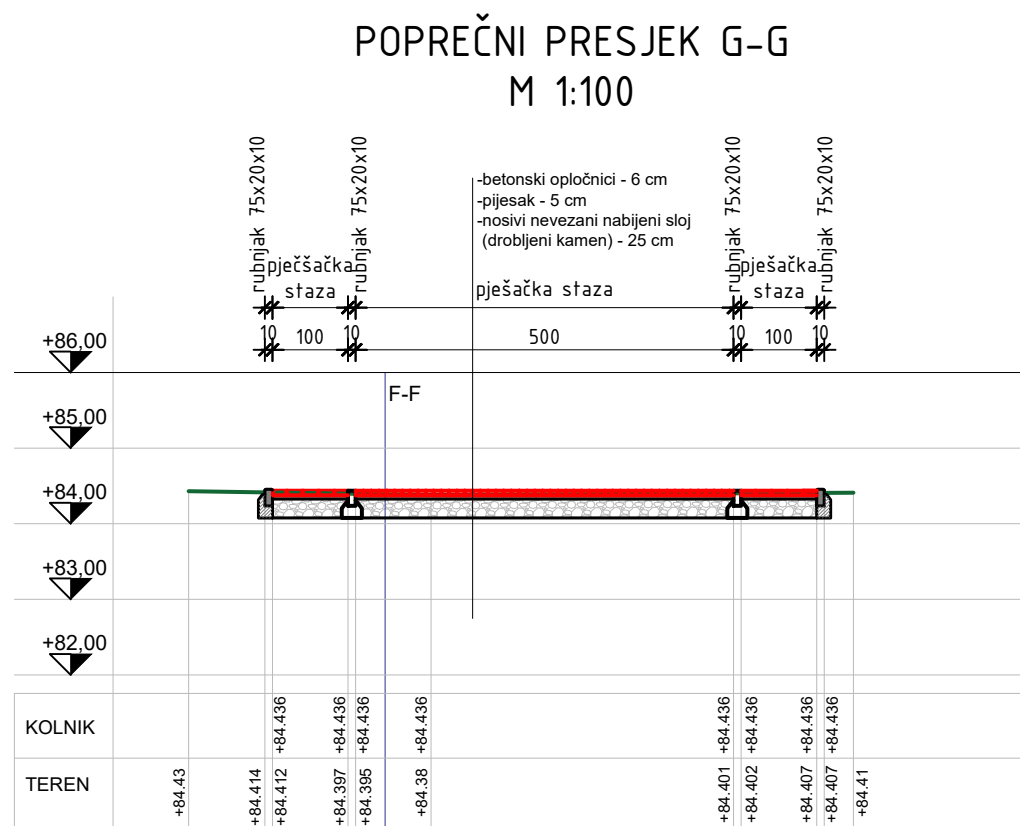 POPREČNI PRESJEK G-G
M 1:100
rubnjak 75x20x10
rubnjak 75x20x10
rubnjak 75x20x10
rubnjak 75x20x10
-betonski opločnici - 6 cm
-pijesak - 5 cm
-nosivi nevezani nabijeni sloj
(drobljeni kamen) - 25 cm
pječšačka
staza
pješačka staza
pješačka
staza
10 100 10 500 10 100 10
+86,00
F-F
+85,00
+84,00
+83,00
+82,00
KOLNIK +84.436 +84.436 +84.436 +84.436 +84.436 +84.436 +84.436 +84.436
TEREN +84.43 +84.414 +84.412 +84.397 +84.395 +84.38 +84.401 +84.402 +84.407 +84.407 +84.41